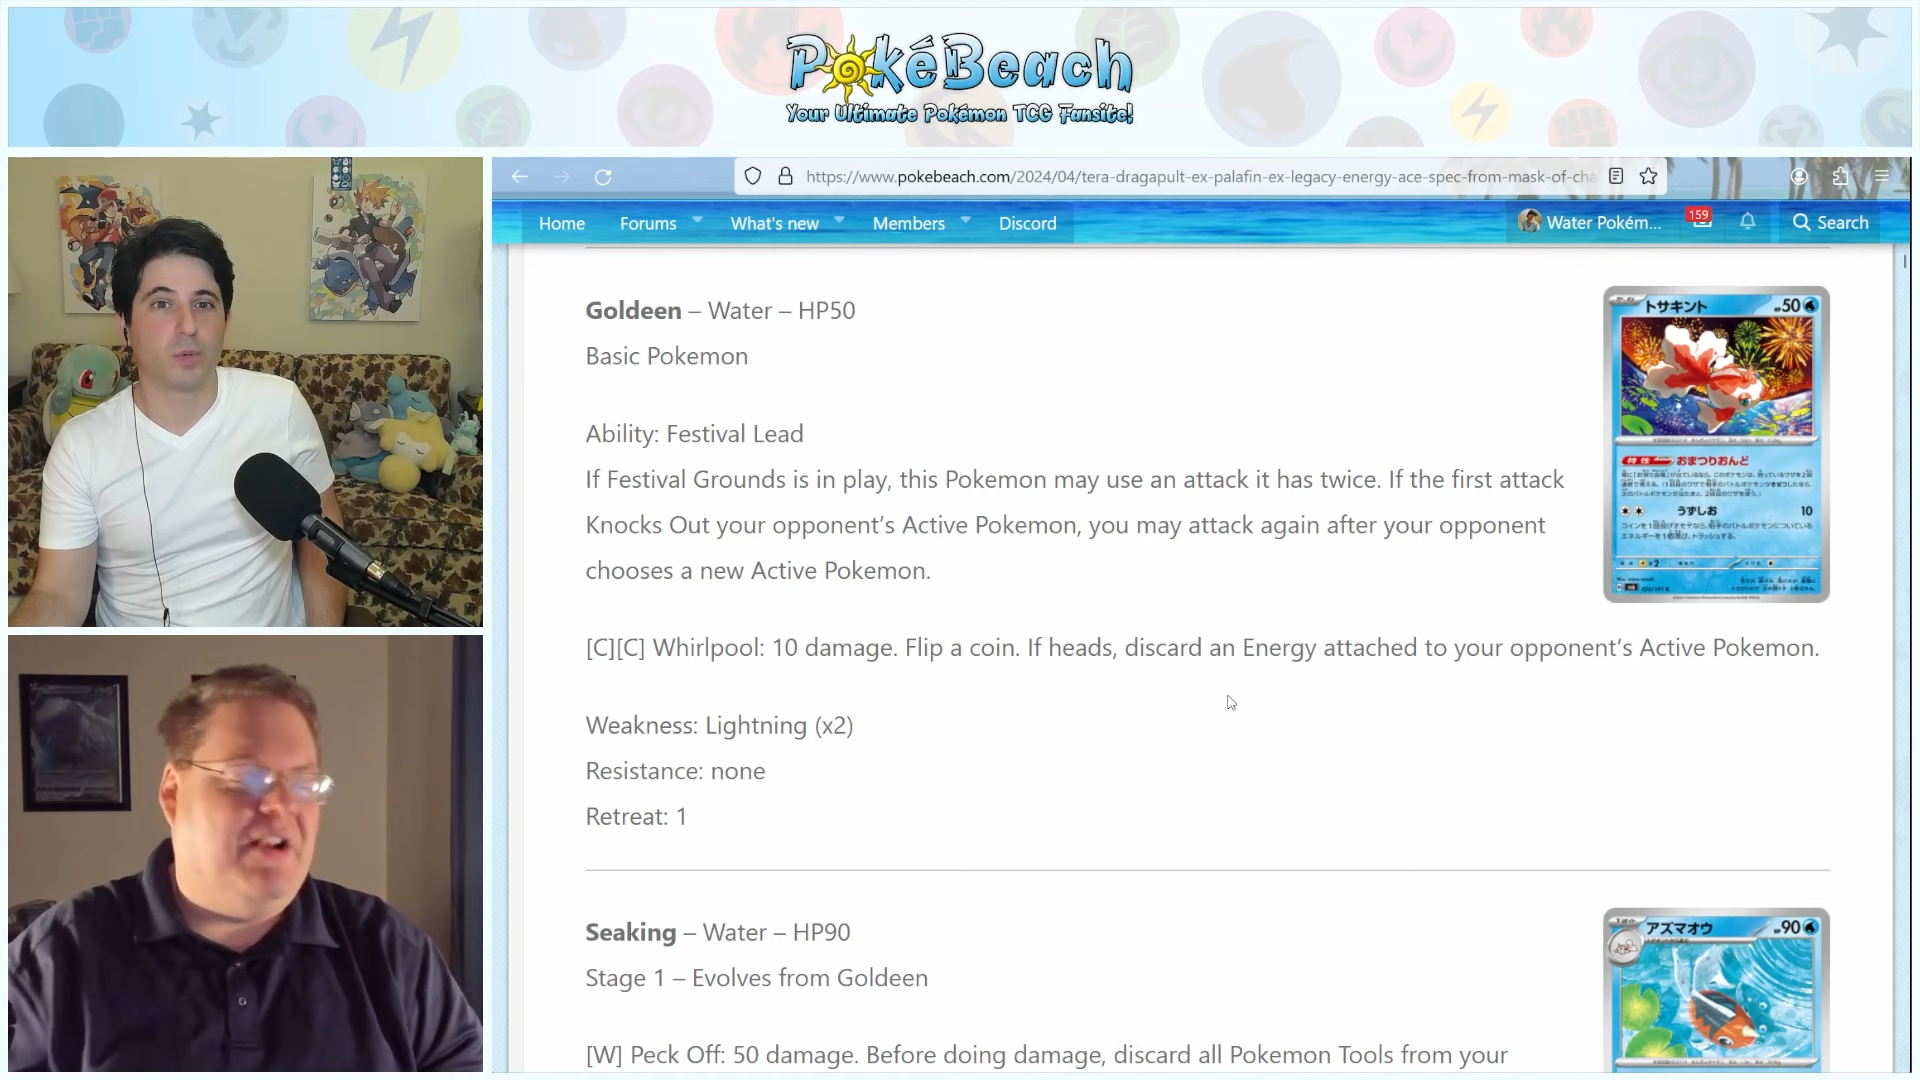 PokéBeach
Your Ultimate Pokémon TCG Fansite!
https://www.pokebeach.com/2024/04/tera-dragapult-ex-palafin-ex-legacy-energy-ace-spec-from-mask-of-cha
Home
Forums
What's new
Members
Discord
Water Pokém...
159
Search
Goldeen – Water – HP50
Basic Pokemon
Ability: Festival Lead
If Festival Grounds is in play, this Pokemon may use an attack it has twice. If the first attack
Knocks Out your opponent’s Active Pokemon, you may attack again after your opponent
chooses a new Active Pokemon.
[C][C] Whirlpool: 10 damage. Flip a coin. If heads, discard an Energy attached to your opponent’s Active Pokemon.
Weakness: Lightning (x2)
Resistance: none
Retreat: 1
トサキント
50
特性 おまつりおんど
うずしお 10
Seaking – Water – HP90
Stage 1 – Evolves from Goldeen
[W] Peck Off: 50 damage. Before doing damage, discard all Pokemon Tools from your
アズマオウ
90